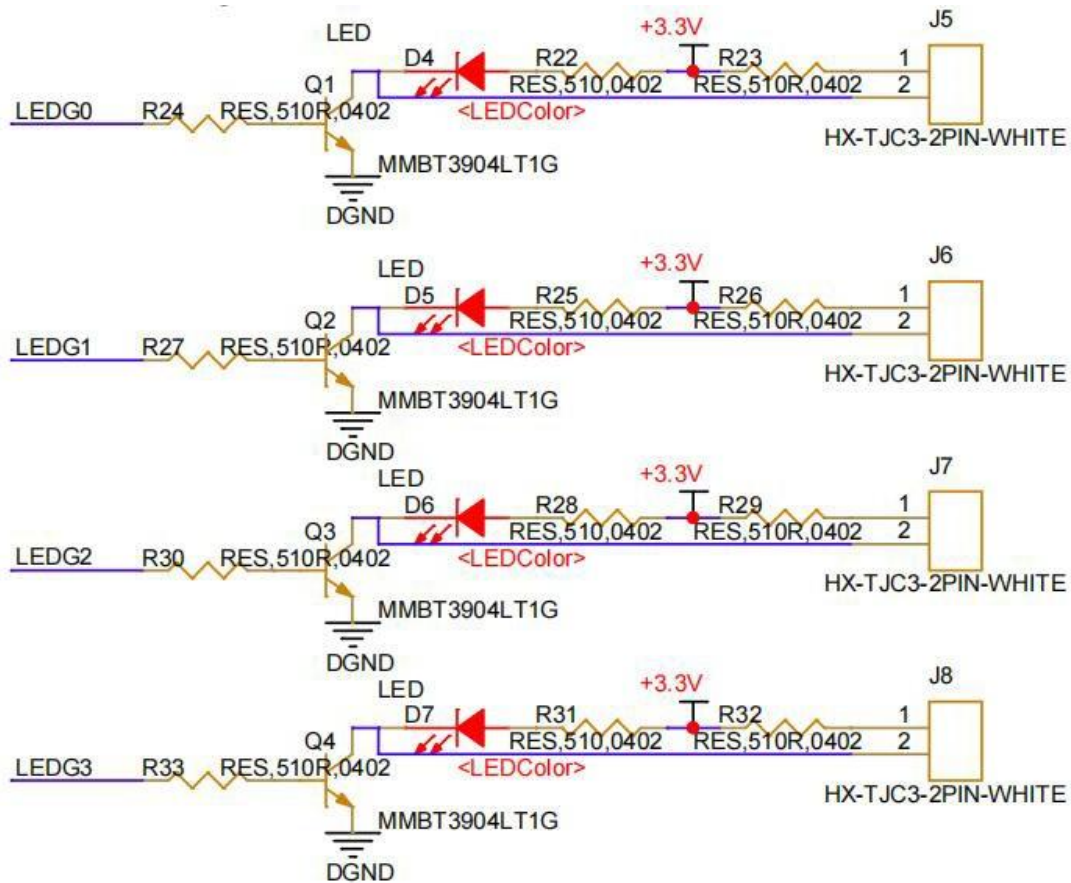 LED
+3.3V
J5
D4
R22
R23
1
Q1
RES,510,0402
RES,510R,0402
2
LEDG0
R24
RES,510R,0402
<LEDColor>
HX-TJC3-2PIN-WHITE
MMBT3904LT1G
DGND
LED
+3.3V
J6
D5
R25
R26
1
Q2
RES,510,0402
RES,510R,0402
2
LEDG1
R27
RES,510R,0402
<LEDColor>
HX-TJC3-2PIN-WHITE
MMBT3904LT1G
DGND
LED
+3.3V
J7
D6
R28
R29
1
Q3
RES,510,0402
RES,510R,0402
2
LEDG2
R30
RES,510R,0402
<LEDColor>
HX-TJC3-2PIN-WHITE
MMBT3904LT1G
DGND
LED
+3.3V
J8
D7
R31
R32
1
Q4
RES,510,0402
RES,510R,0402
2
LEDG3
R33
RES,510R,0402
<LEDColor>
HX-TJC3-2PIN-WHITE
MMBT3904LT1G
DGND